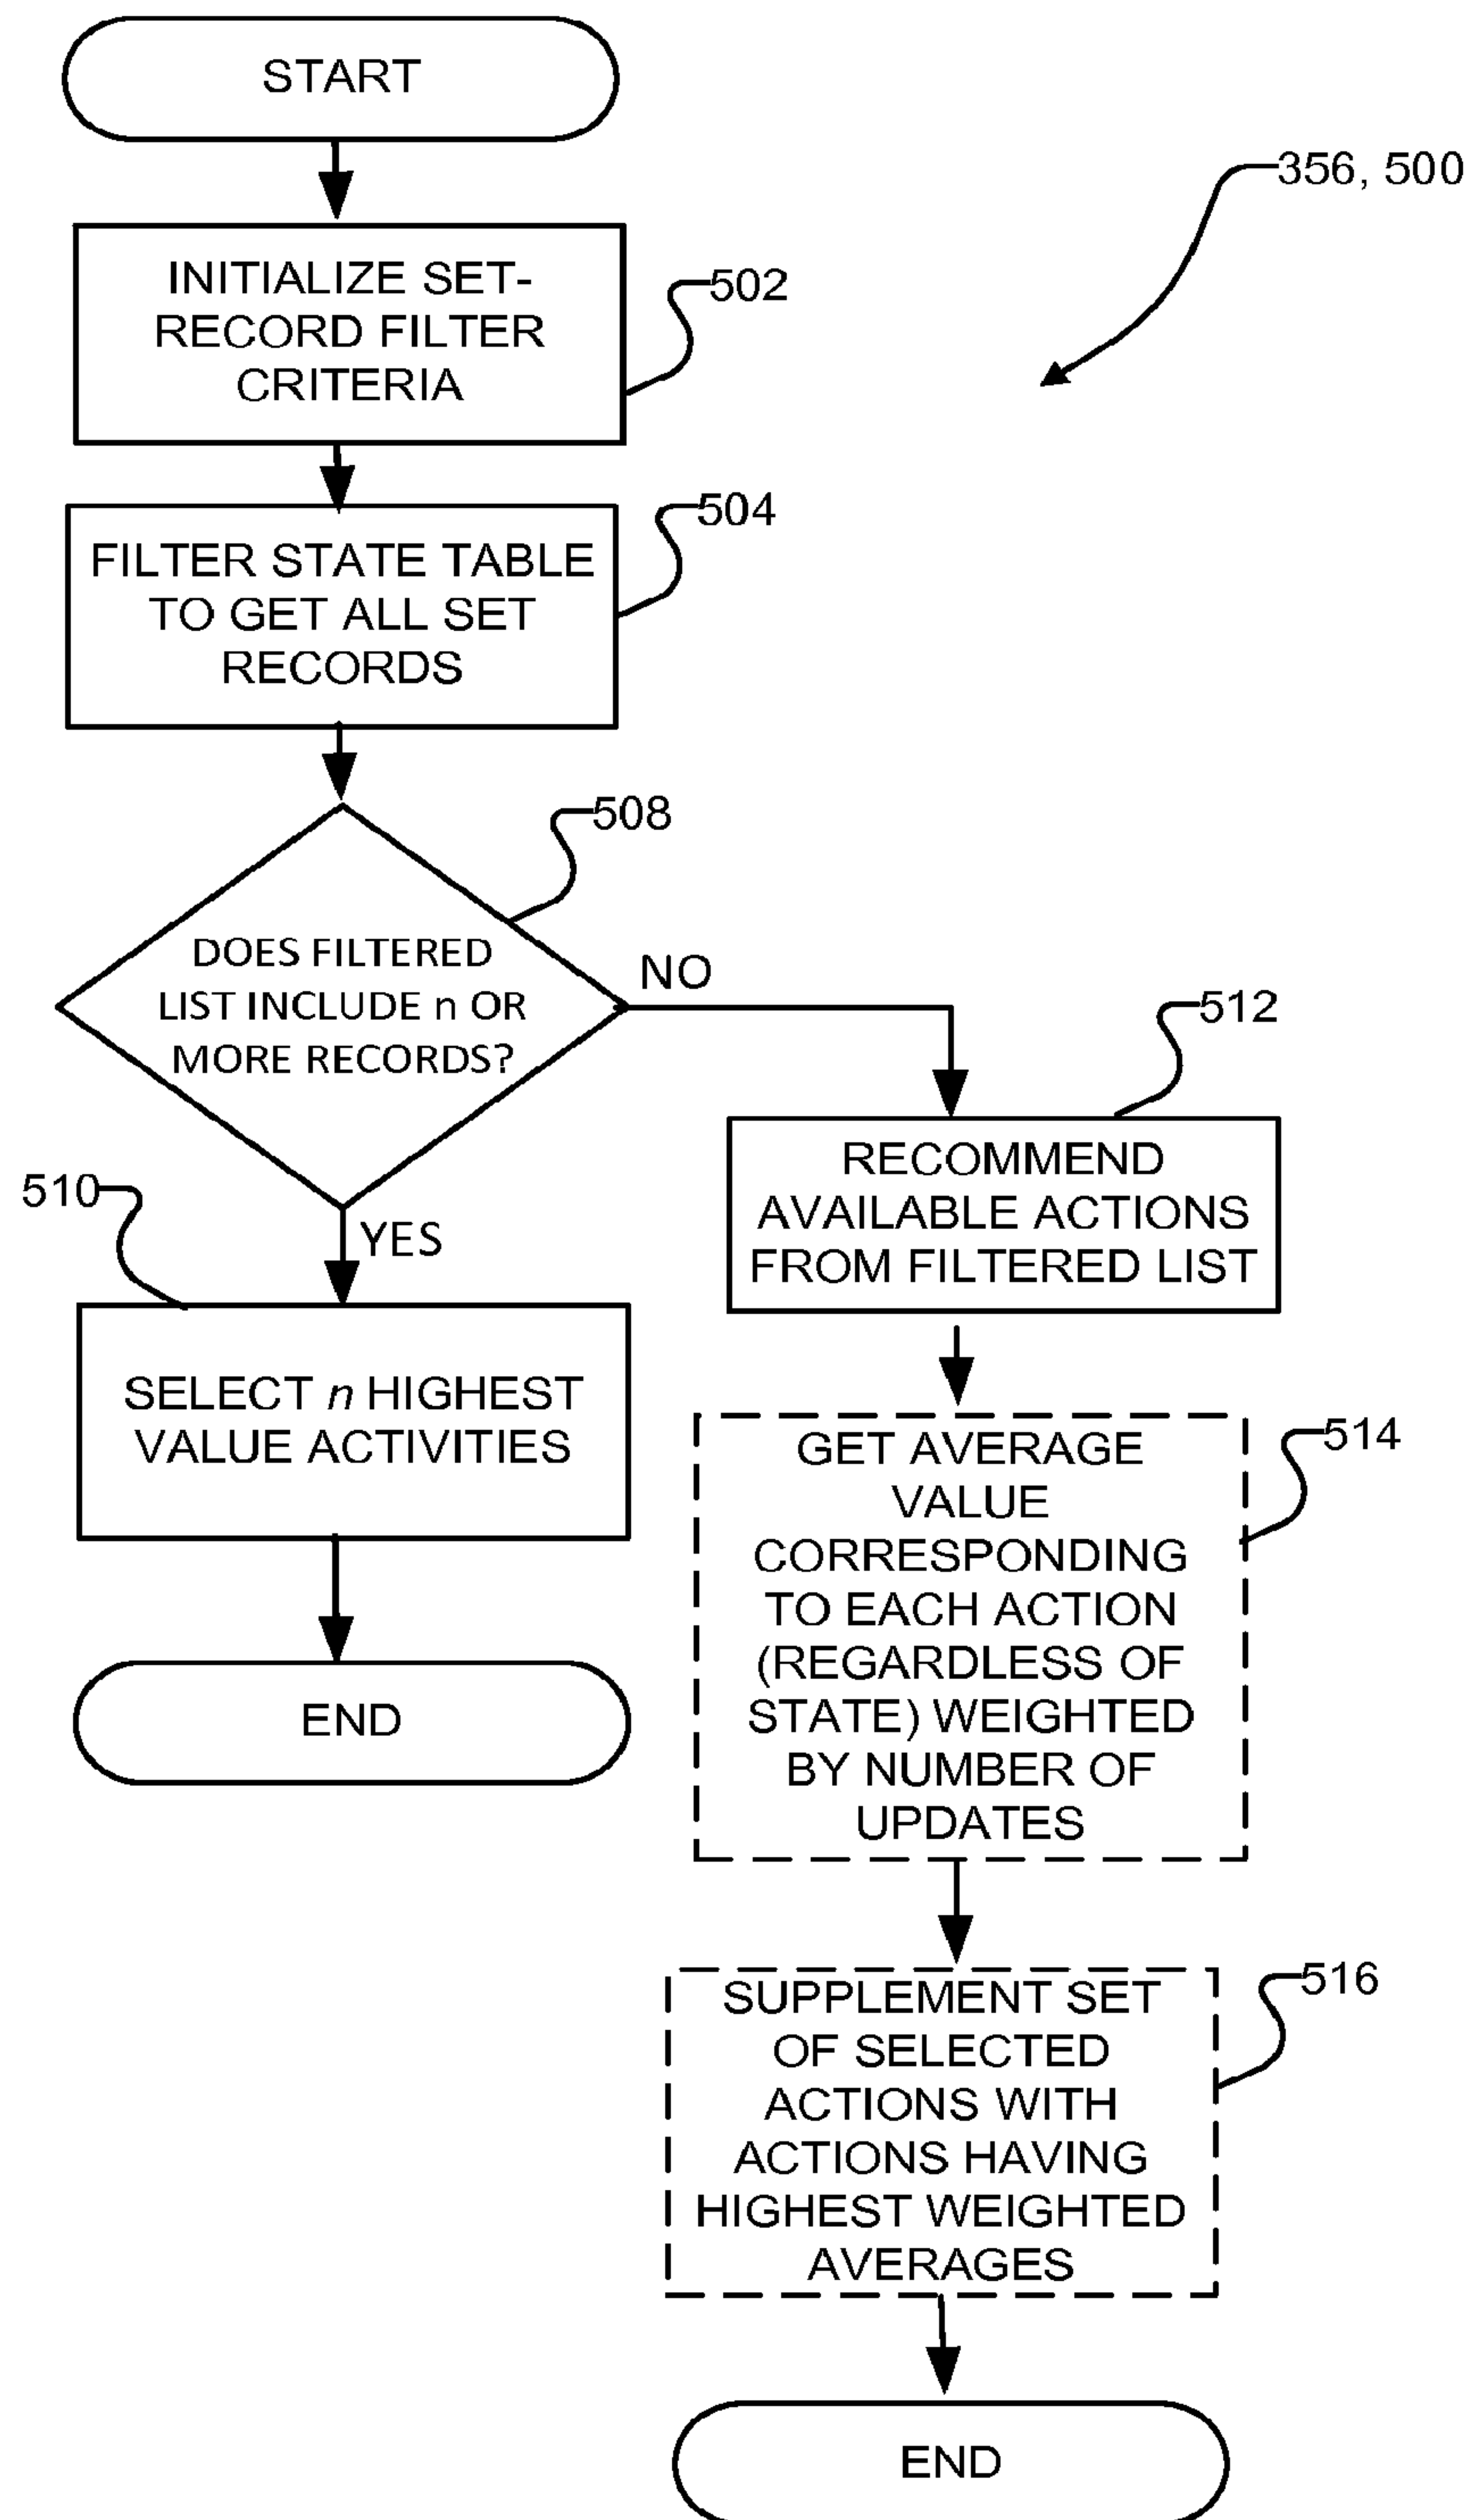 START
356, 500
INITIALIZE SET-
RECORD FILTER
CRITERIA
502
FILTER STATE TABLE
TO GET ALL SET
RECORDS
504
508
DOES FILTERED
LIST INCLUDE n OR
MORE RECORDS?
NO
YES
510
SELECT n HIGHEST
VALUE ACTIVITIES
END
512
RECOMMEND
AVAILABLE ACTIONS
FROM FILTERED LIST
514
GET AVERAGE
VALUE
CORRESPONDING
TO EACH ACTION
(REGARDLESS OF
STATE) WEIGHTED
BY NUMBER OF
UPDATES
516
SUPPLEMENT SET
OF SELECTED
ACTIONS WITH
ACTIONS HAVING
HIGHEST WEIGHTED
AVERAGES
END